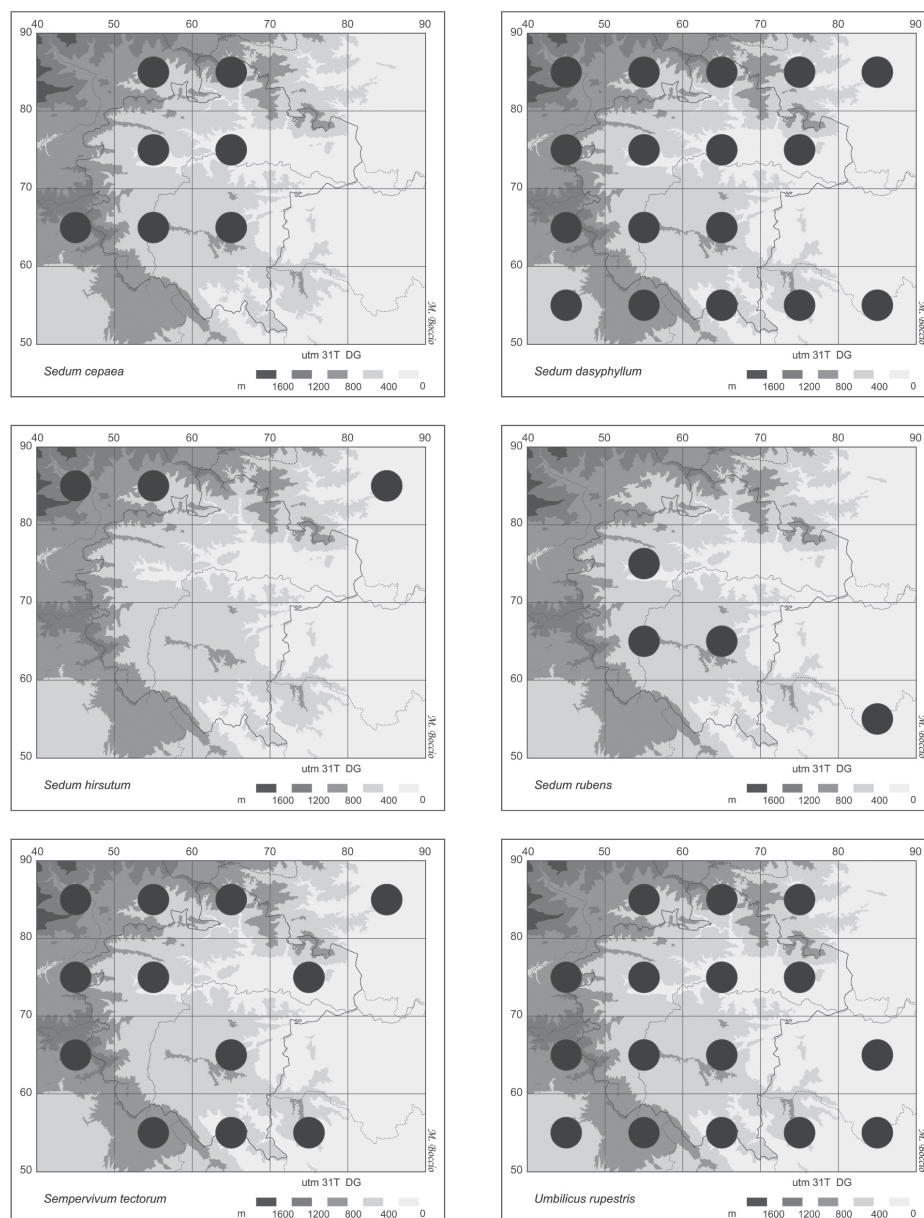 40 50 60 70 80 90
90
80
70
60
50
M. Boccio
utm 31T DG
Sedum cepaea
m 1600 1200 800 400 0
40 50 60 70 80 90
90
80
70
60
50
M. Boccio
utm 31T DG
Sedum dasyphyllum
m 1600 1200 800 400 0
40 50 60 70 80 90
90
80
70
60
50
M. Boccio
utm 31T DG
Sedum hirsutum
m 1600 1200 800 400 0
40 50 60 70 80 90
90
80
70
60
50
M. Boccio
utm 31T DG
Sedum rubens
m 1600 1200 800 400 0
40 50 60 70 80 90
90
80
70
60
50
M. Boccio
utm 31T DG
Sempervivum tectorum
m 1600 1200 800 400 0
40 50 60 70 80 90
90
80
70
60
50
M. Boccio
utm 31T DG
Umbilicus rupestris
m 1600 1200 800 400 0